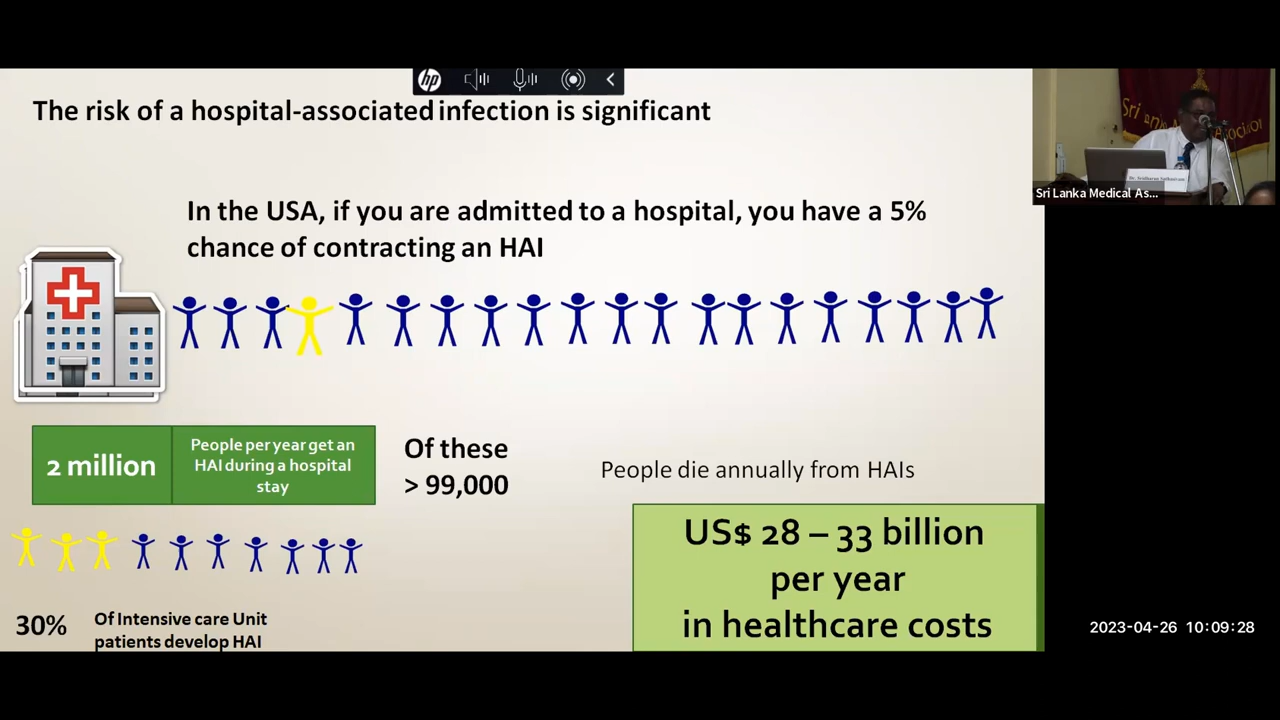 hp
The risk of a hospital-associated infection is significant
In the USA, if you are admitted to a hospital, you have a 5%
chance of contracting an HAI
2 million
People per year get an
HAI during a hospital
stay
Of these
> 99,000
People die annually from HAIs
US$ 28 – 33 billion
per year
in healthcare costs
30%
Of Intensive care Unit
patients develop HAI
Sri Lanka Medical As...
2023-04-26 10:09:28